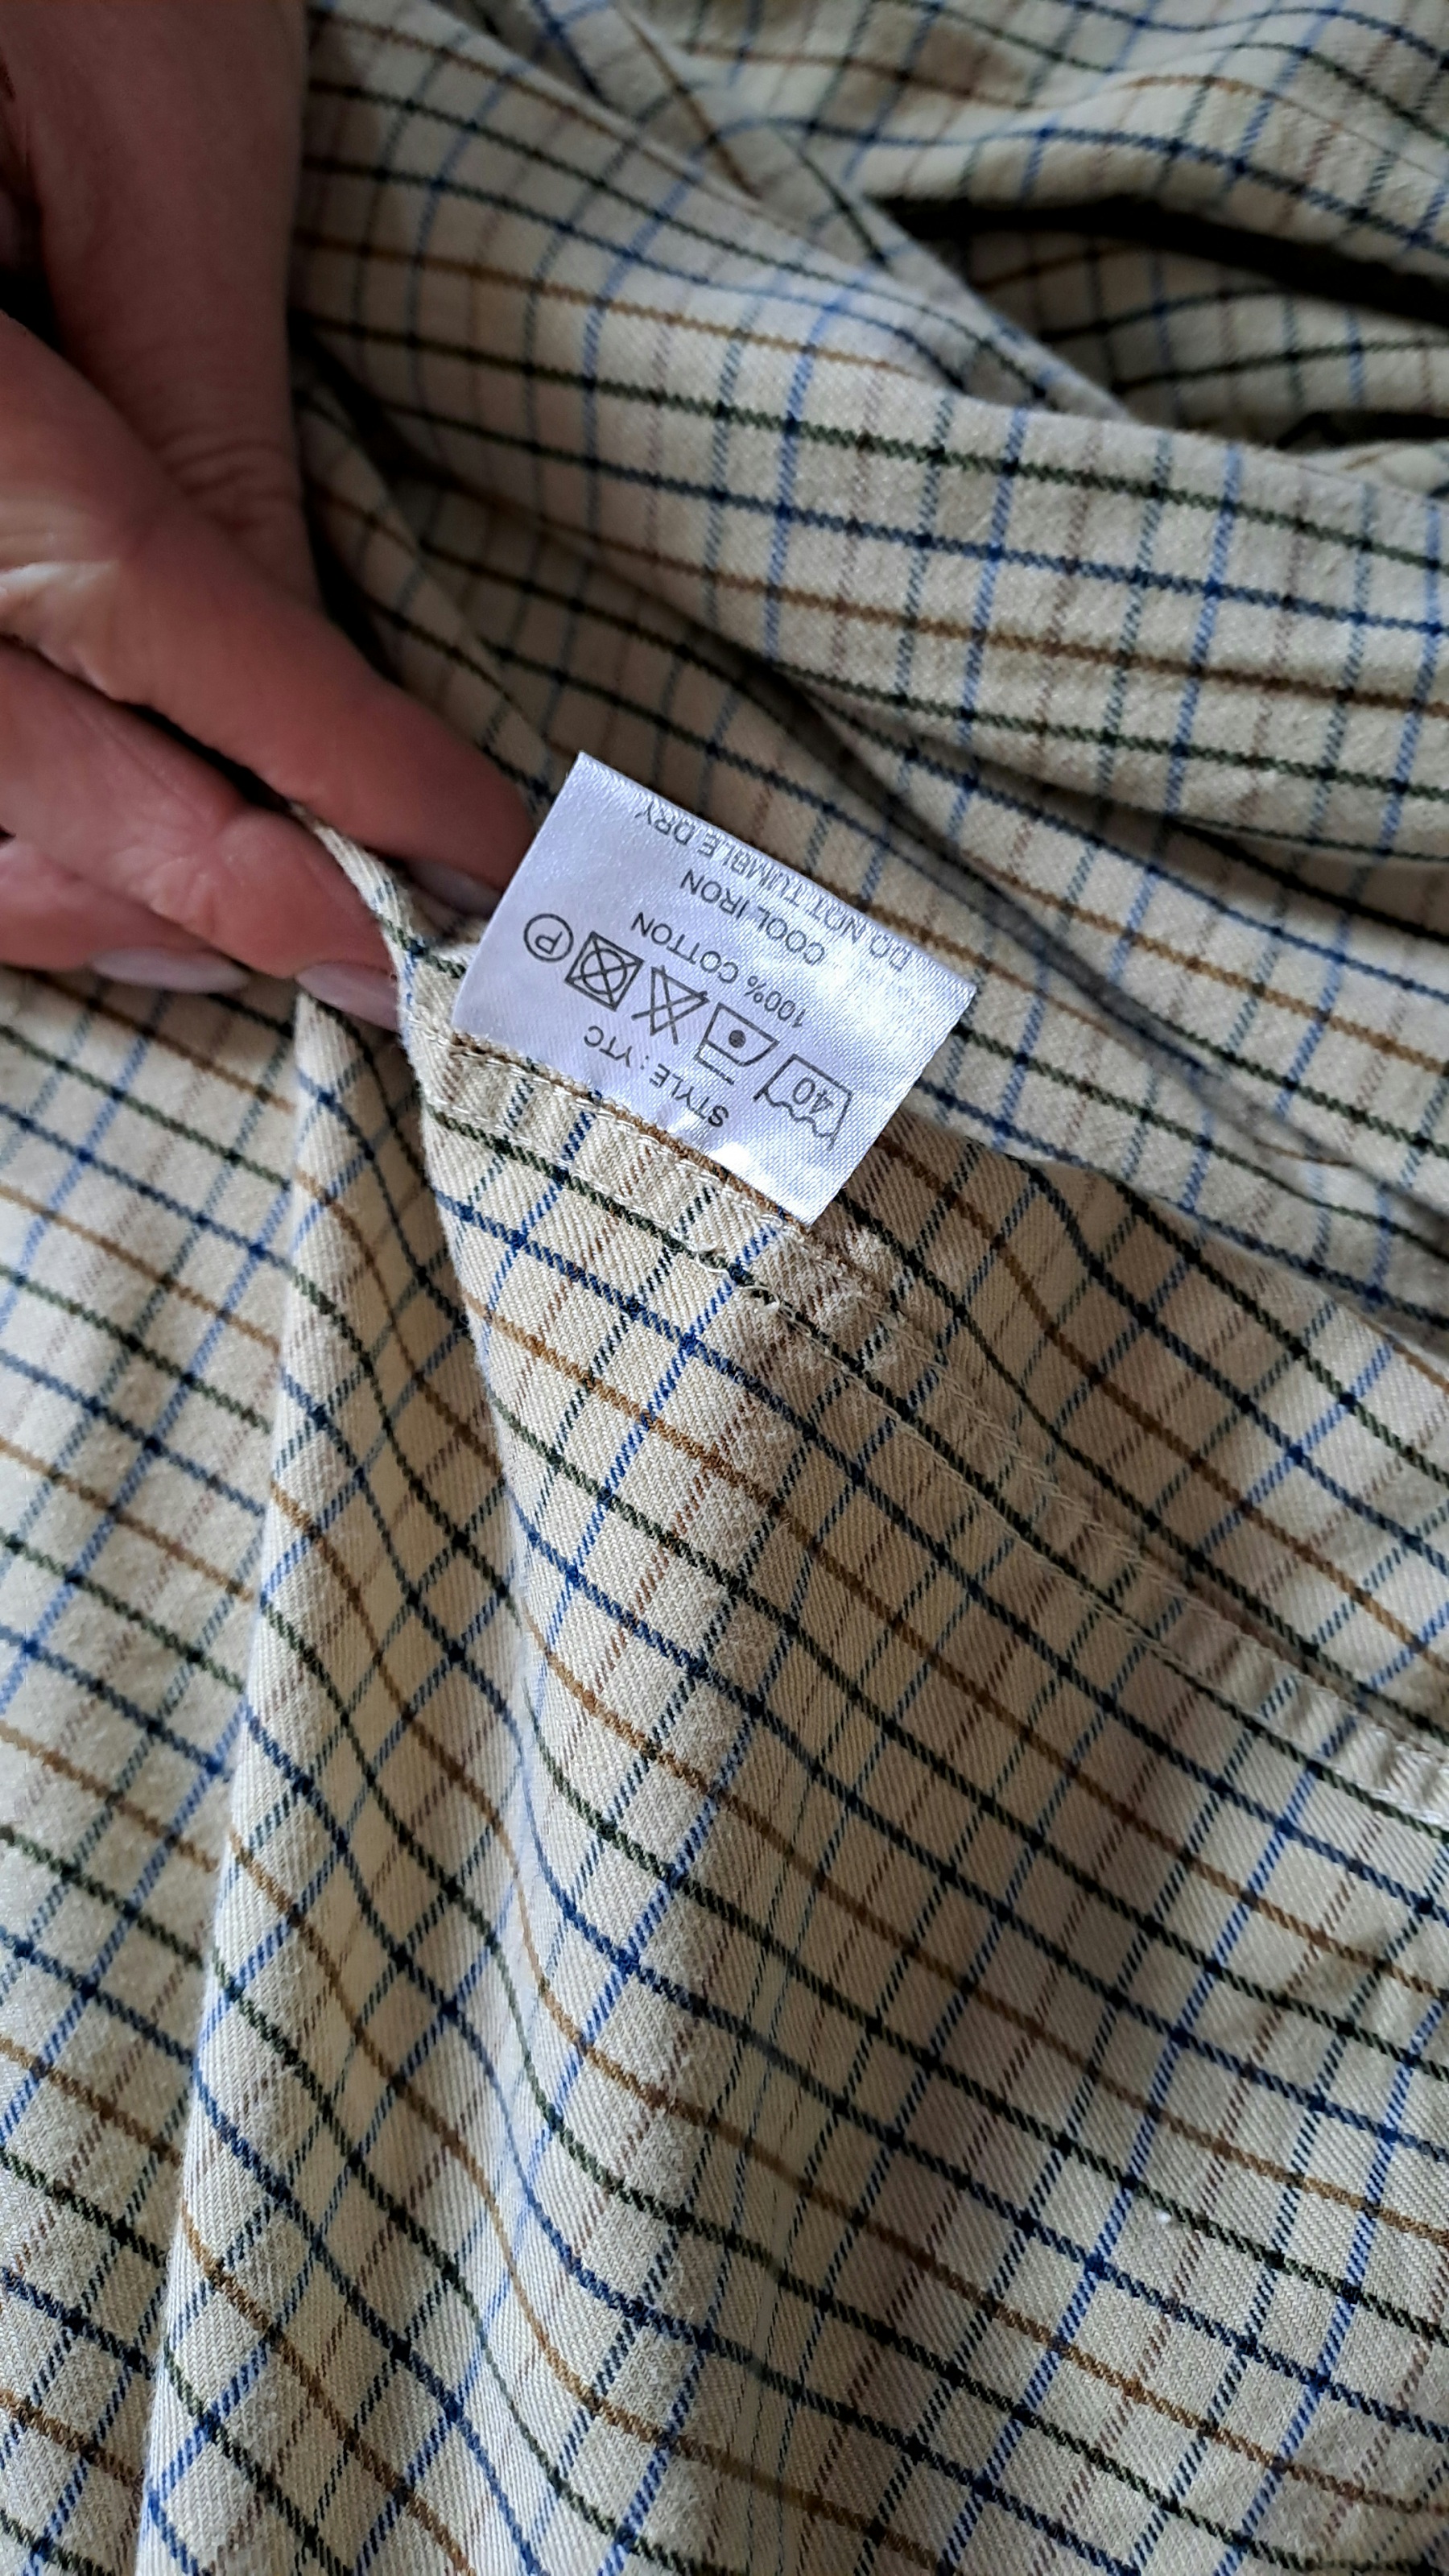 STYLE : YTC
40
P
100% COTTON
COOL IRON
DO NOT TUMBLE DRY